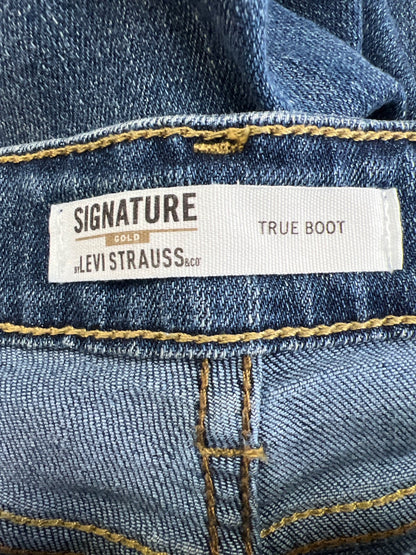 SIGNATURE
GOLD
BY LEVI STRAUSS & CO
TRUE BOOT